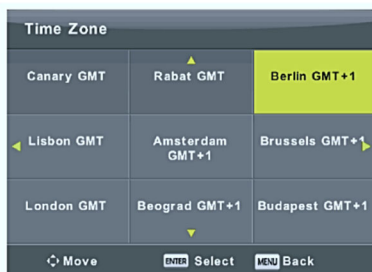 Time Zone
Canary GMT
Rabat GMT
Berlin GMT+1
Lisbon GMT
Amsterdam
GMT+1
Brussels GMT+1
London GMT
Beograd GMT+1
Budapest GMT+1
Move
ENTER Select
MENU Back